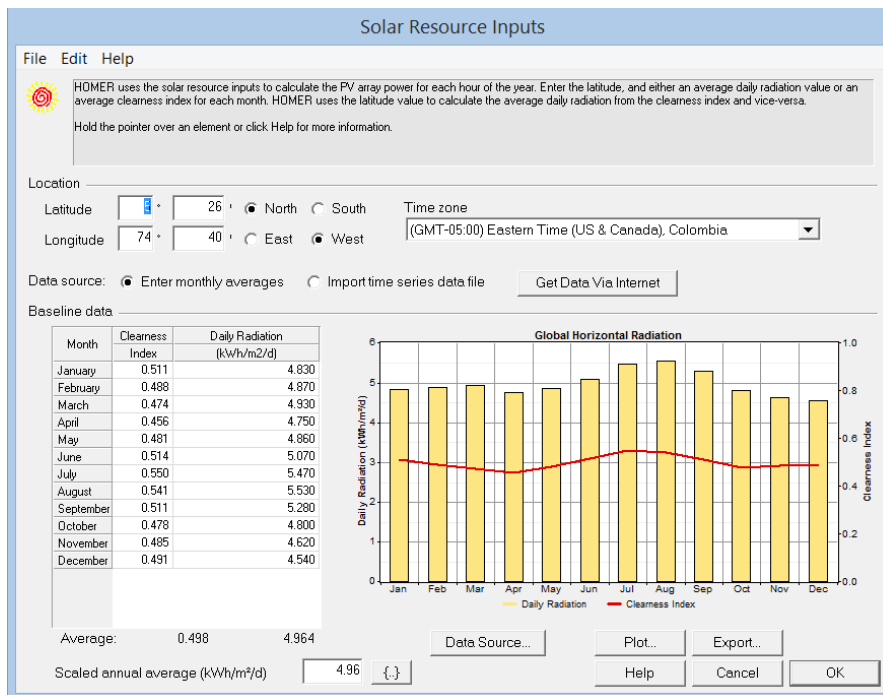 Solar Resource Inputs
File Edit Help
HOMER uses the solar resource inputs to calculate the PV array power for each hour of the year. Enter the latitude, and either an average daily radiation value or an
average clearness index for each month. HOMER uses the latitude value to calculate the average daily radiation from the clearness index and vice-versa.
Hold the pointer over an element or click Help for more information.
Location
Latitude ° 26 ' North South
Time zone
Longitude 74 ° 40 ' East West
(GMT-05:00) Eastern Time (US & Canada), Colombia
Data source: Enter monthly averages Import time series data file Get Data Via Internet
Baseline data
Month Clearness Index Daily Radiation (kWh/m2/d)
January 0.511 4.830
February 0.488 4.870
March 0.474 4.930
April 0.456 4.750
May 0.481 4.860
June 0.514 5.070
July 0.550 5.470
August 0.541 5.530
September 0.511 5.280
October 0.478 4.800
November 0.485 4.620
December 0.491 4.540
Average: 0.498 4.964
Scaled annual average (kWh/m²/d) 4.96 {..}
Global Horizontal Radiation
Daily Radiation (kWh/m²/d)
6
5
4
3
2
1
0
Jan Feb Mar Apr May Jun Jul Aug Sep Oct Nov Dec
1.0
0.8
0.6
0.4
0.2
0.0
Clearness Index
Daily Radiation Clearness Index
Data Source... Plot... Export...
Help Cancel OK